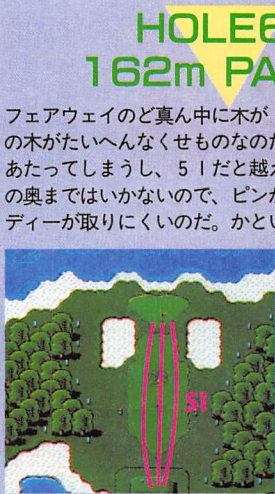 HOLE6
162m PA
フェアウェイのど真ん中に木が
の木がたいへんなくせものなのだ
あたってしまうし、5Iだと越え
の奥まではいかないので、ピンが
ディーが取りにくいのだ。かとい
5I